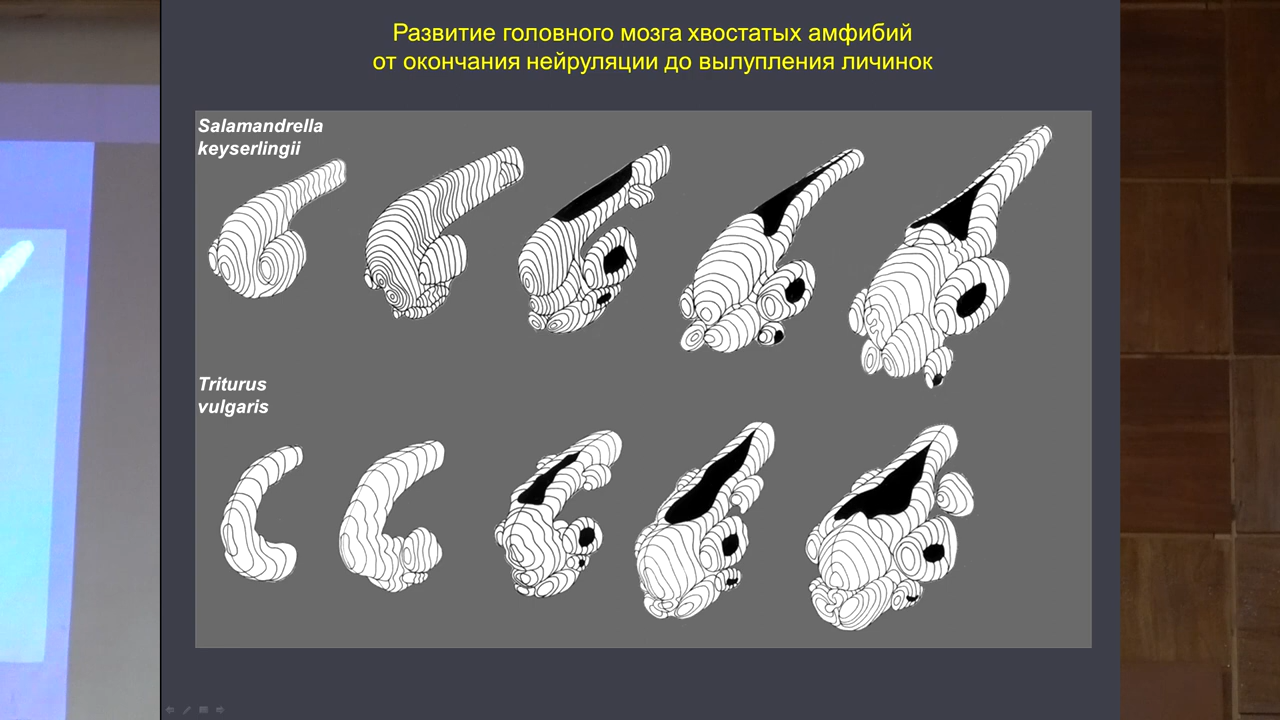 Развитие головного мозга хвостатых амфибий
от окончания нейруляции до вылупления личинок
Salamandrella
keyserlingii
Triturus
vulgaris